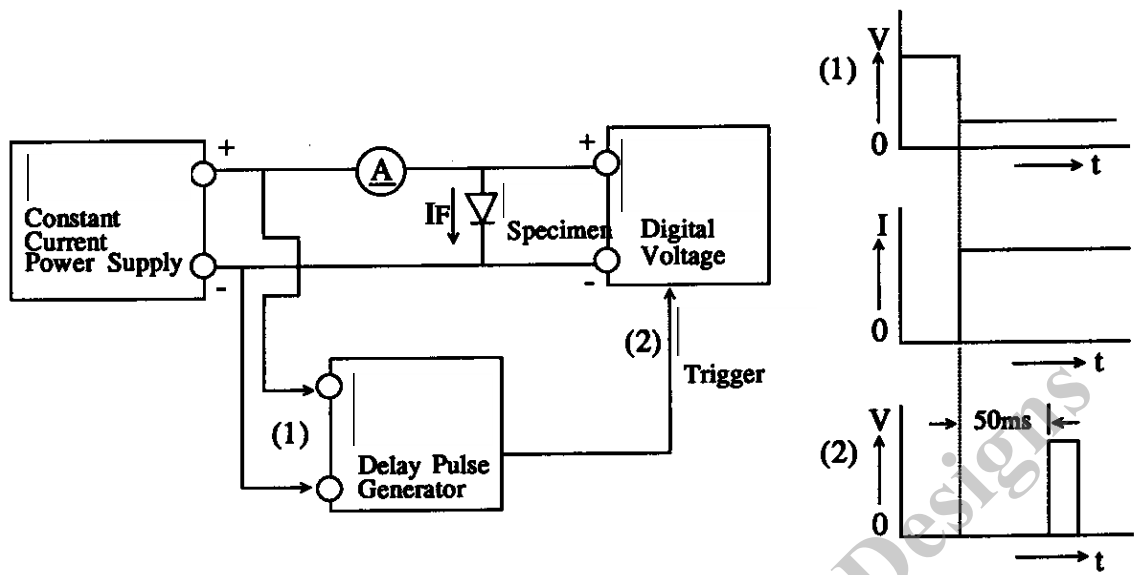 +
-
Constant
Current
Power Supply
A
IF
Specimen
+
-
Digital
Voltage
(2)
Trigger
(1)
Delay Pulse
Generator
(1)
V
0
t
I
0
t
(2)
V
50ms
0
t
Designs